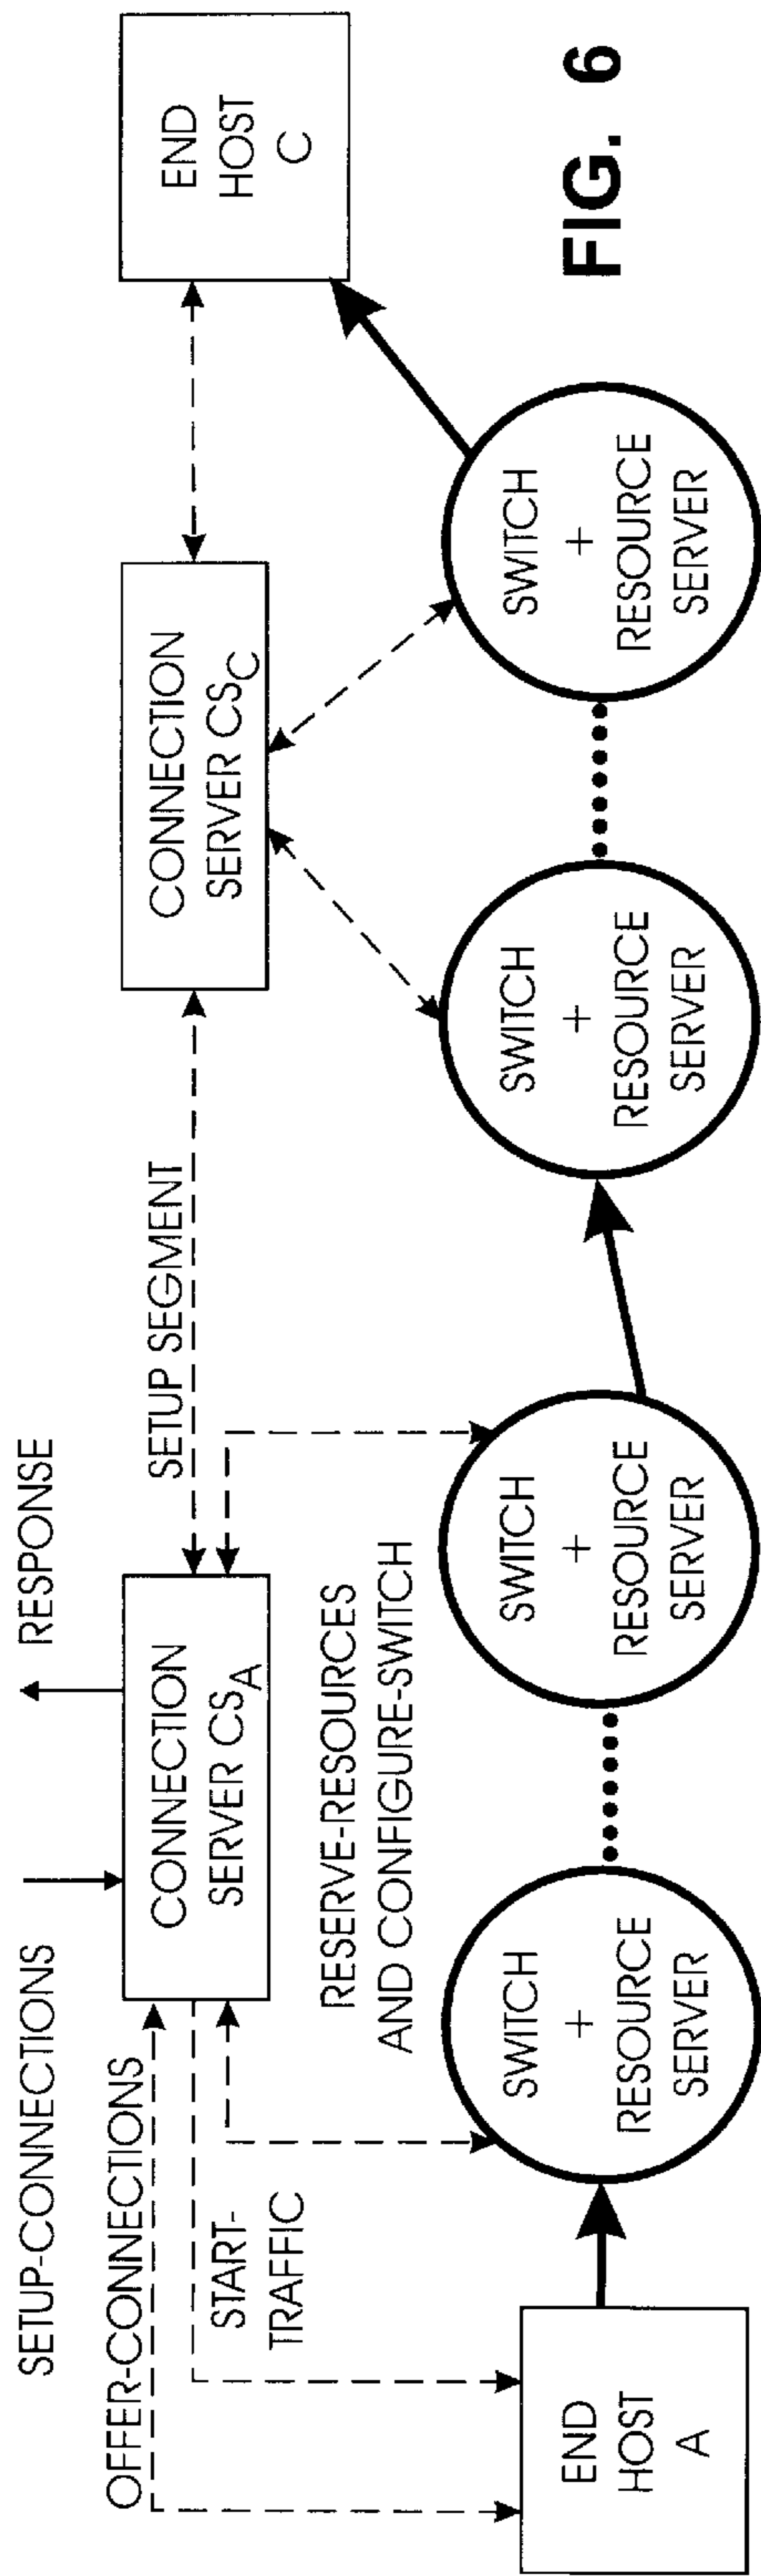 SETUP-CONNECTIONS
RESPONSE
OFFER-CONNECTIONS
START-
TRAFFIC
CONNECTION
SERVER CSA
SETUP SEGMENT
CONNECTION
SERVER CSC
END
HOST
C
RESERVE-RESOURCES
AND CONFIGURE-SWITCH
END
HOST
A
SWITCH
+
RESOURCE
SERVER
SWITCH
+
RESOURCE
SERVER
SWITCH
+
RESOURCE
SERVER
SWITCH
+
RESOURCE
SERVER
FIG. 6